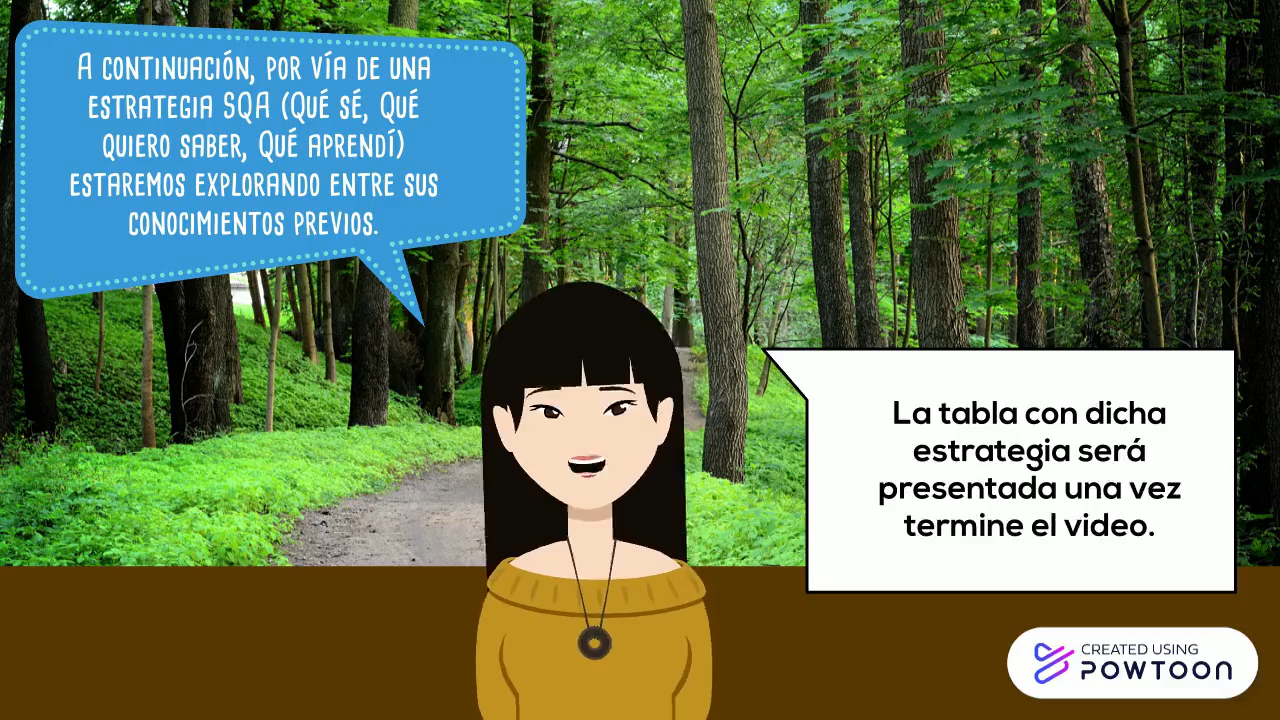 A CONTINUACIÓN, POR VÍA DE UNA
ESTRATEGIA SQA (QUÉ SÉ, QUÉ
QUIERO SABER, QUÉ APRENDÍ)
ESTAREMOS EXPLORANDO ENTRE SUS
CONOCIMIENTOS PREVIOS.
La tabla con dicha
estrategia será
presentada una vez
termine el video.
CREATED USING
POWTOON